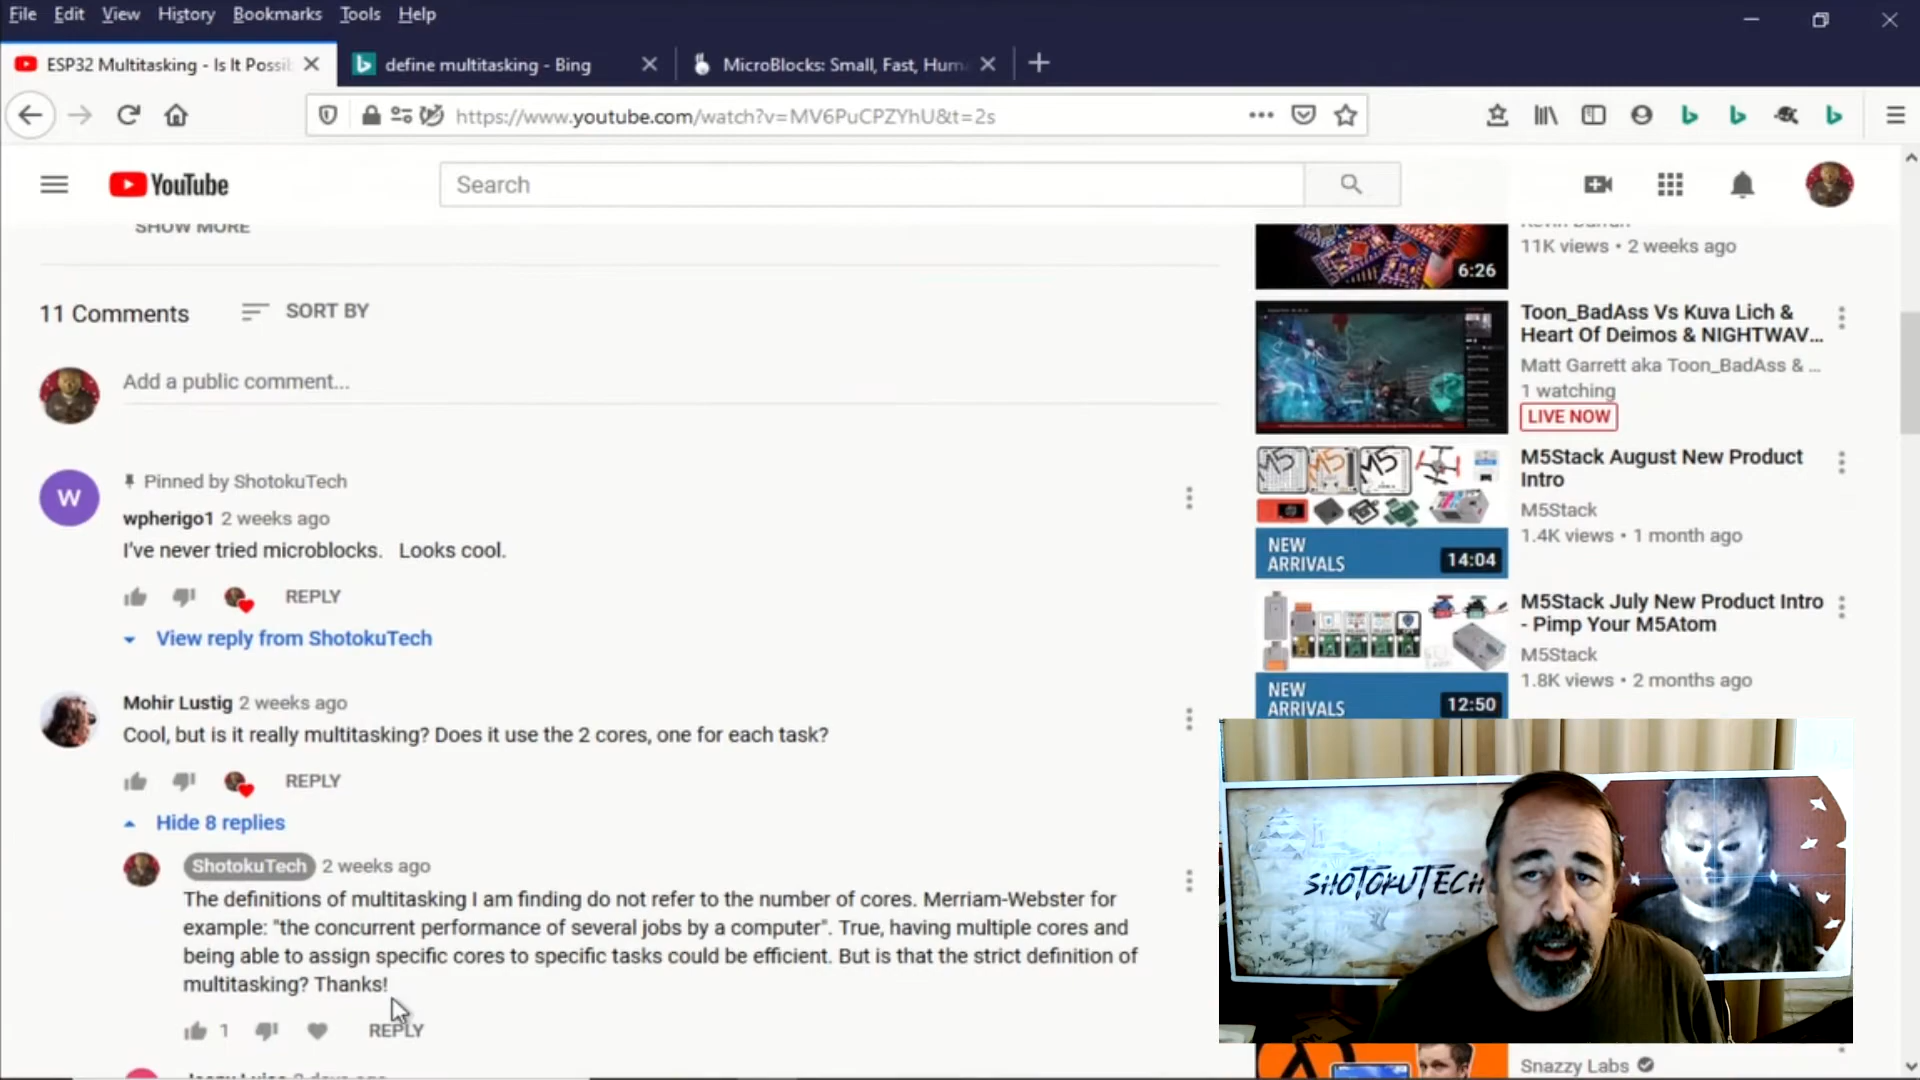 File Edit View History Bookmarks Tools Help
ESP32 Multitasking - Is It Possib
define multitasking - Bing
MicroBlocks: Small, Fast, Hum
https://www.youtube.com/watch?v=MV6PuCPZYhU&t=2s
YouTube
Search
SHOW MORE
11 Comments
SORT BY
Add a public comment...
Pinned by ShotokuTech
W
wpherigo1 2 weeks ago
I've never tried microblocks. Looks cool.
REPLY
View reply from ShotokuTech
Mohir Lustig 2 weeks ago
Cool, but is it really multitasking? Does it use the 2 cores, one for each task?
REPLY
Hide 8 replies
ShotokuTech 2 weeks ago
The definitions of multitasking I am finding do not refer to the number of cores. Merriam-Webster for
example: "the concurrent performance of several jobs by a computer". True, having multiple cores and
being able to assign specific cores to specific tasks could be efficient. But is that the strict definition of
multitasking? Thanks!
1
REPLY
11K views • 2 weeks ago
6:26
Toon_BadAss Vs Kuva Lich &
Heart Of Deimos & NIGHTWAV...
Matt Garrett aka Toon_BadAss & ...
1 watching
LIVE NOW
M5 M5 M5
NEW
ARRIVALS
14:04
M5Stack August New Product
Intro
M5Stack
1.4K views • 1 month ago
NEW
ARRIVALS
12:50
M5Stack July New Product Intro
- Pimp Your M5Atom
M5Stack
1.8K views • 2 months ago
SHOTOKUTECH
Snazzy Labs